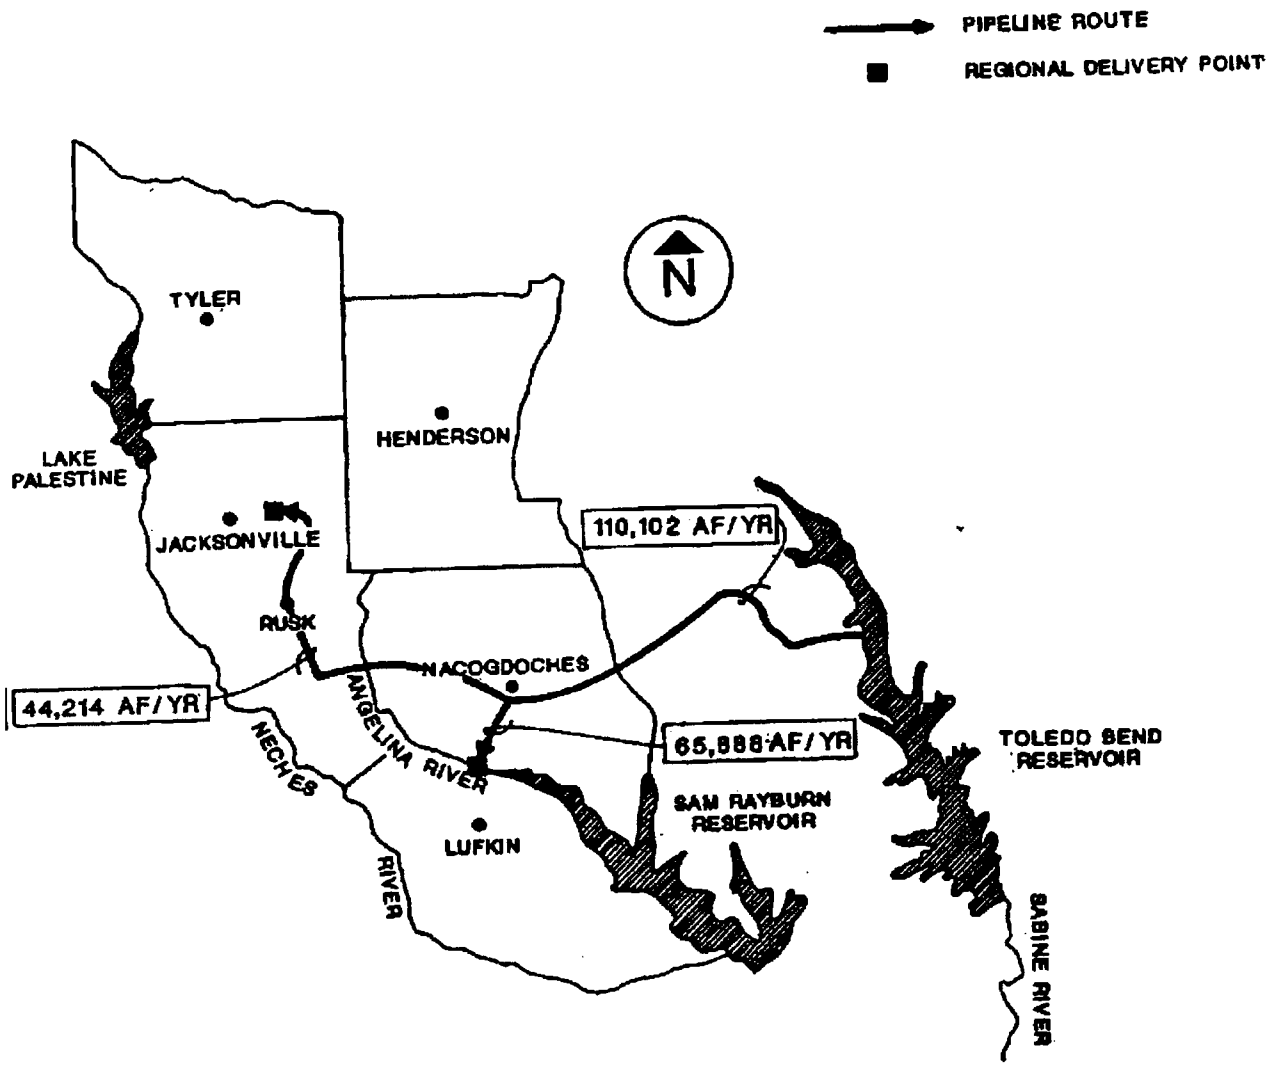 PIPELINE ROUTE
REGIONAL DELIVERY POINT
N
TYLER
HENDERSON
LAKE
PALESTINE
110,102 AF/YR
JACKSONVILLE
RUSK
NACOGDOCHES
44,214 AF/YR
ANGELINA RIVER
65,888 AF/YR
NECHES
RIVER
TOLEDO BEND
RESERVOIR
SAM RAYBURN
RESERVOIR
LUFKIN
SABINE RIVER